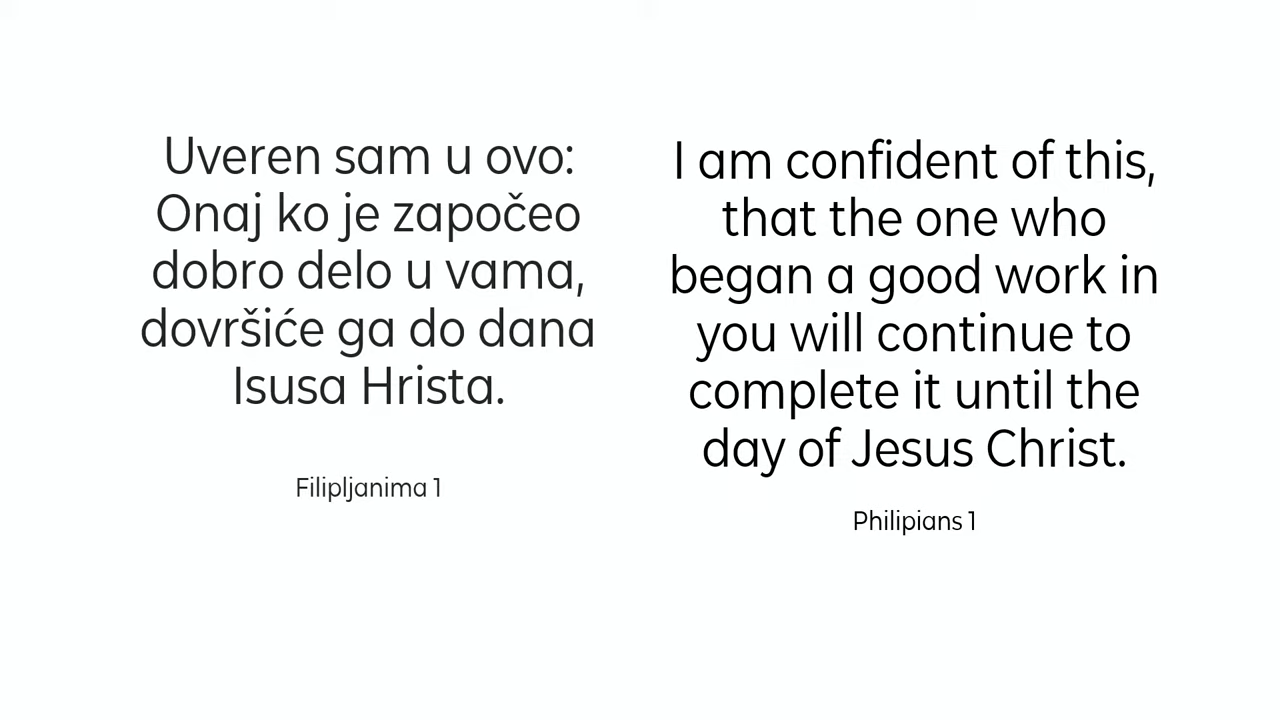 Uveren sam u ovo:
Onaj ko je započeo
dobro delo u vama,
dovršiće ga do dana
Isusa Hrista.
Filipljanima 1
I am confident of this,
that the one who
began a good work in
you will continue to
complete it until the
day of Jesus Christ.
Philipians 1